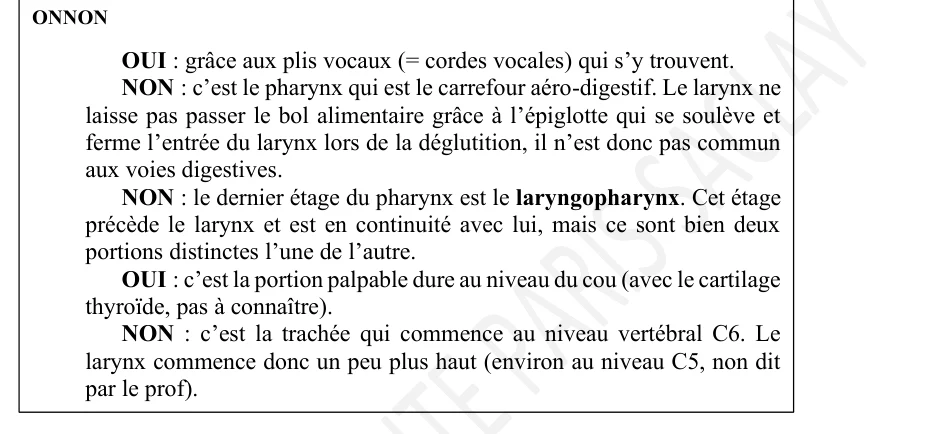 ONNON
OUI : grâce aux plis vocaux (= cordes vocales) qui s’y trouvent.
NON : c’est le pharynx qui est le carrefour aéro-digestif. Le larynx ne
laisse pas passer le bol alimentaire grâce à l’épiglotte qui se soulève et
ferme l’entrée du larynx lors de la déglutition, il n’est donc pas commun
aux voies digestives.
NON : le dernier étage du pharynx est le laryngopharynx. Cet étage
précède le larynx et est en continuité avec lui, mais ce sont bien deux
portions distinctes l’une de l’autre.
OUI : c’est la portion palpable dure au niveau du cou (avec le cartilage
thyroïde, pas à connaître).
NON : c’est la trachée qui commence au niveau vertébral C6. Le
larynx commence donc un peu plus haut (environ au niveau C5, non dit
par le prof).
PARIS SACLAY